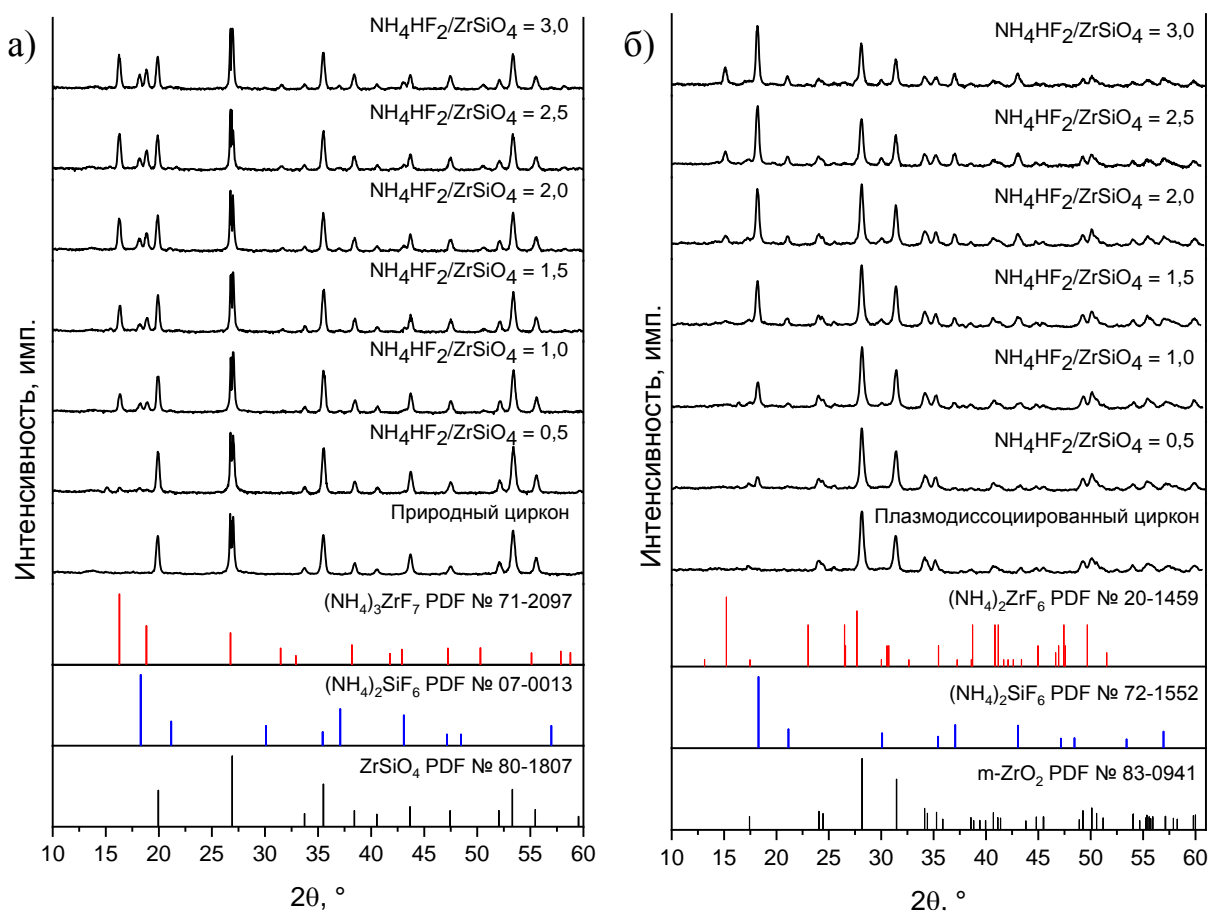 а)
Интенсивность, имп.
NH4HF2/ZrSiO4 = 3,0
NH4HF2/ZrSiO4 = 2,5
NH4HF2/ZrSiO4 = 2,0
NH4HF2/ZrSiO4 = 1,5
NH4HF2/ZrSiO4 = 1,0
NH4HF2/ZrSiO4 = 0,5
Природный циркон
(NH4)3ZrF7 PDF № 71-2097
(NH4)2SiF6 PDF № 07-0013
ZrSiO4 PDF № 80-1807
10 15 20 25 30 35 40 45 50 55 60
2θ, °
б)
Интенсивность, имп.
NH4HF2/ZrSiO4 = 3,0
NH4HF2/ZrSiO4 = 2,5
NH4HF2/ZrSiO4 = 2,0
NH4HF2/ZrSiO4 = 1,5
NH4HF2/ZrSiO4 = 1,0
NH4HF2/ZrSiO4 = 0,5
Плазмодиссоциированный циркон
(NH4)2ZrF6 PDF № 20-1459
(NH4)2SiF6 PDF № 72-1552
m-ZrO2 PDF № 83-0941
10 15 20 25 30 35 40 45 50 55 60
2θ. °